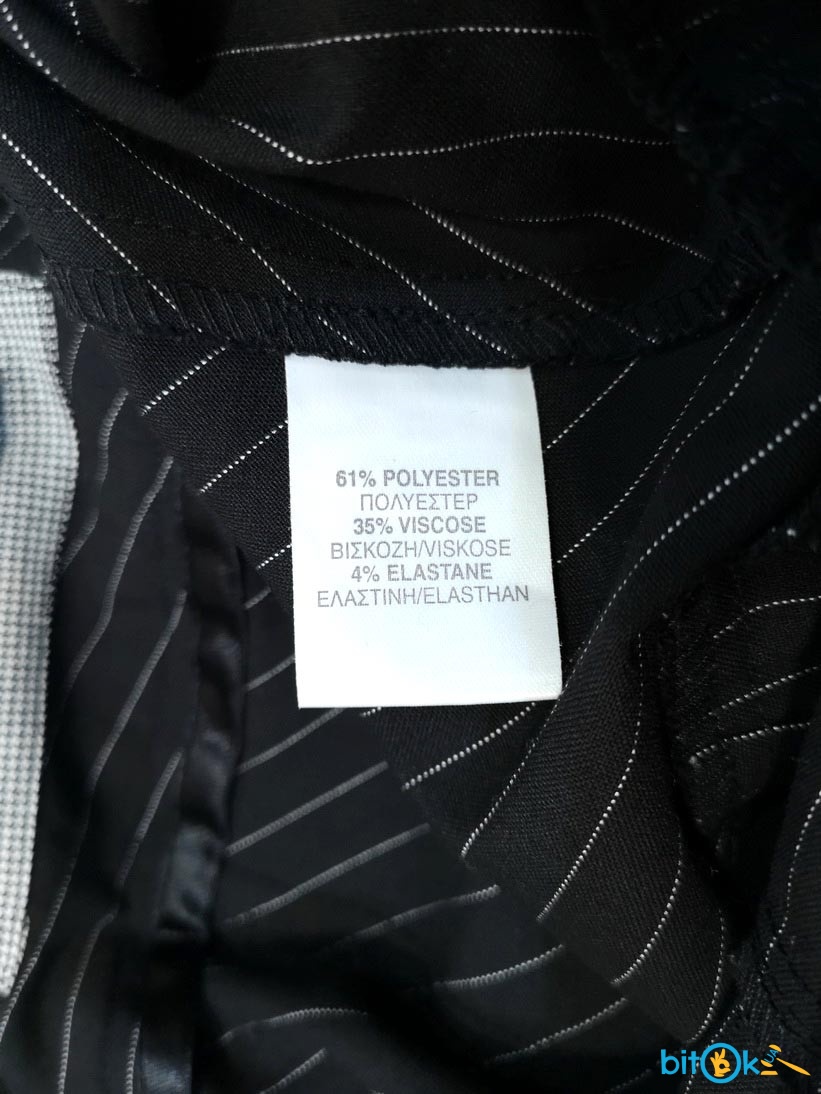 61% POLYESTER
ΠΟΛΥΕΣΤΕΡ
35% VISCOSE
ΒΙΣΚΟΖΗ/VISKOSE
4% ELASTANE
ΕΛΑΣΤΙΝΗ/ELASTHAN
bitOk